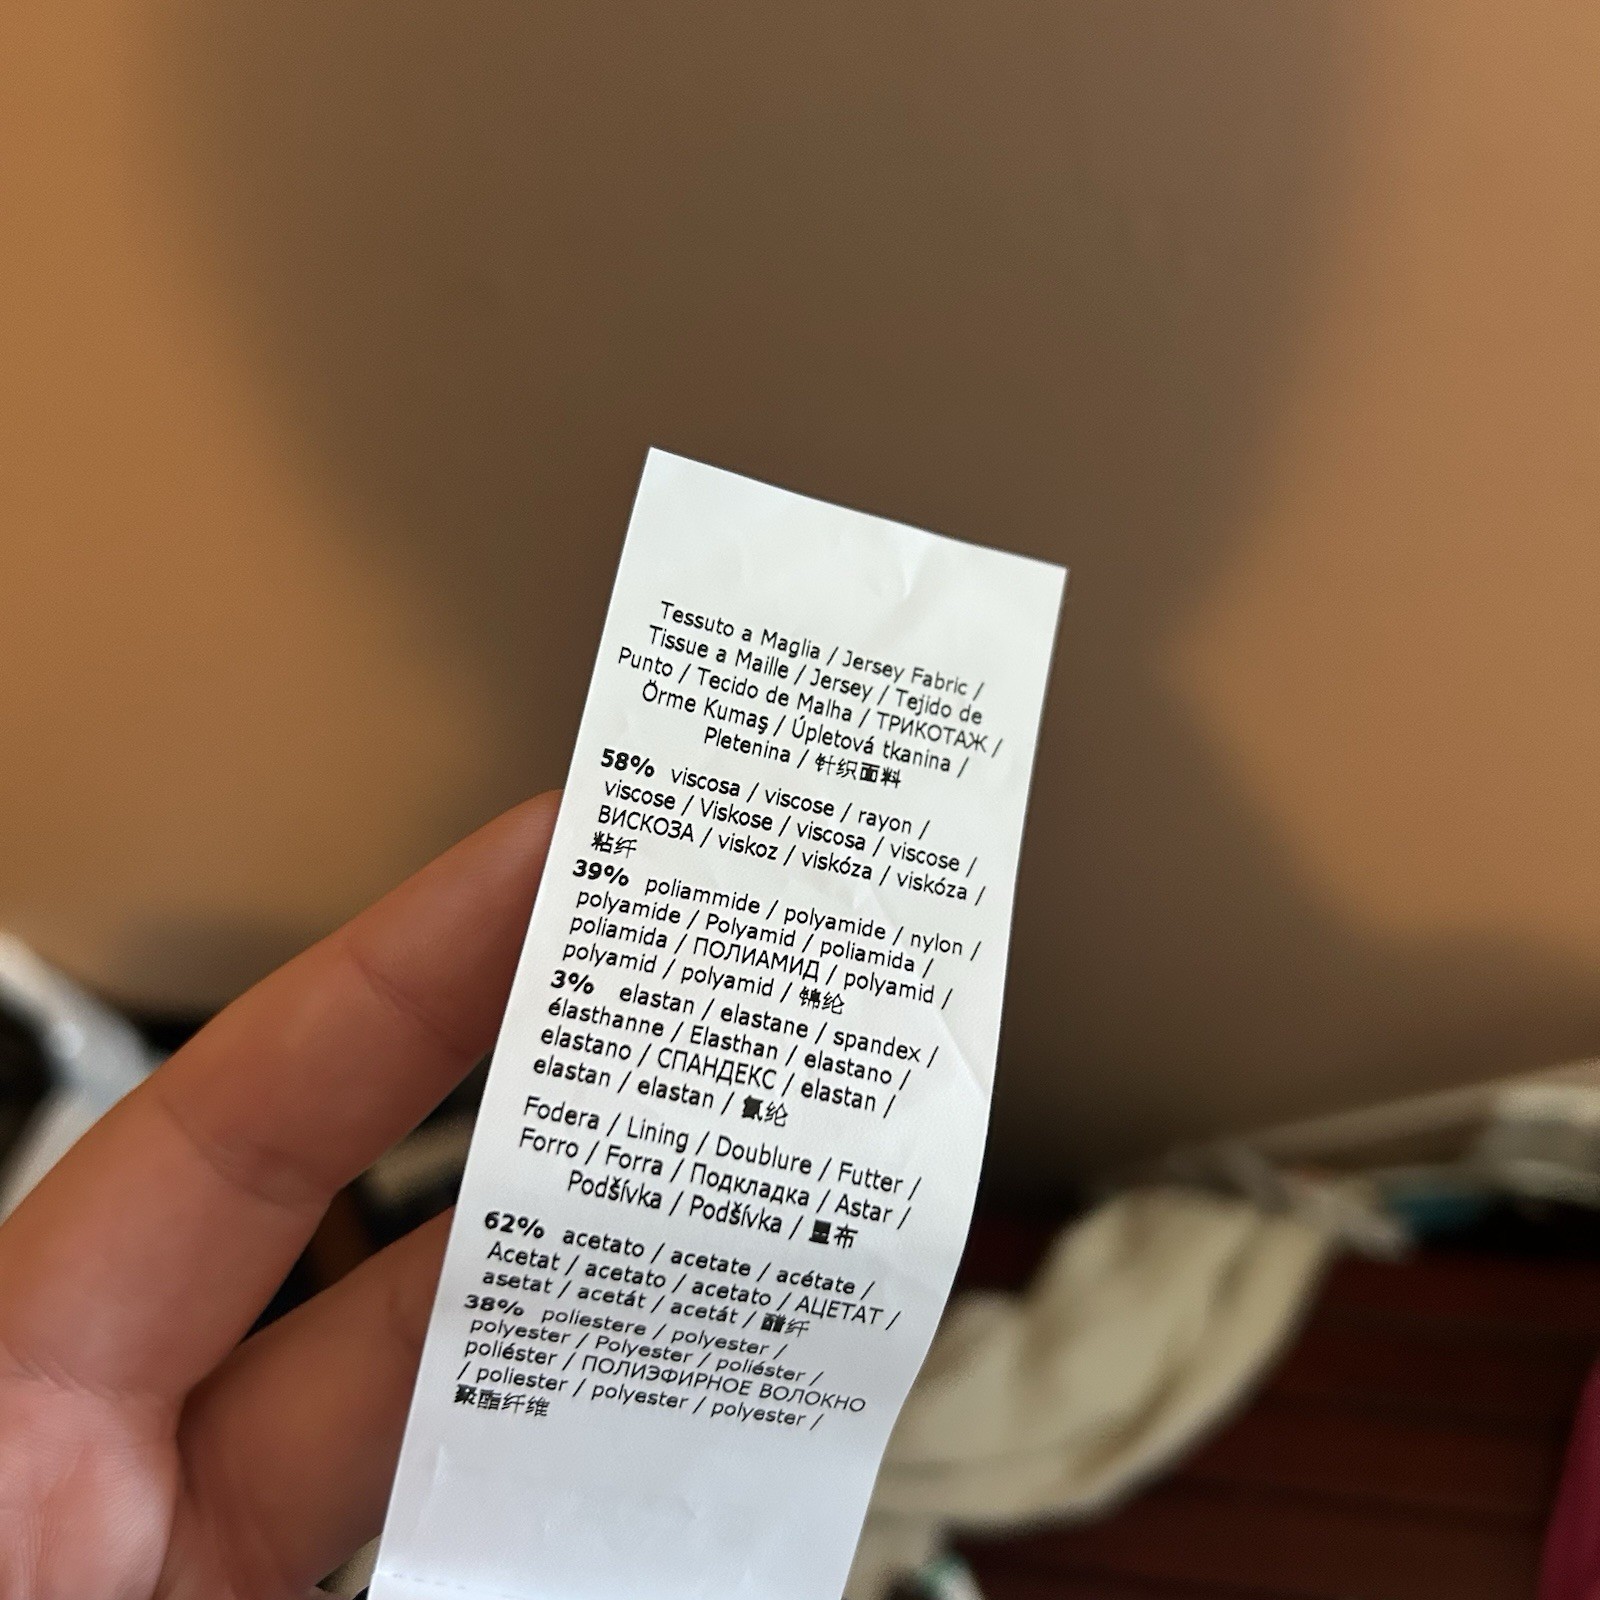 Tessuto a Maglia / Jersey Fabric /
Tissue a Maille / Jersey / Tejido de
Punto / Tecido de Malha / ТРИКОТАЖ /
Örme Kumaş / Úpletová tkanina /
Pletenina / 针织面料
58% viscosa / viscose / rayon /
viscose / Viskose / viscosa / viscose /
ВИСКОЗА / viskoz / viskóza / viskóza /
粘纤
39% poliammide / polyamide / nylon /
polyamide / Polyamid / poliamida /
poliamida / ПОЛИАМИД / polyamid /
polyamid / polyamid / 锦纶
3% elastan / elastane / spandex /
élasthanne / Elasthan / elastano /
elastano / СПАНДЕКС / elastan /
elastan / elastan / 氨纶
Fodera / Lining / Doublure / Futter /
Forro / Forra / Подкладка / Astar /
Podšívka / Podšívka / 里布
62% acetato / acetate / acétate /
Acetat / acetato / acetato / АЦЕТАТ /
asetat / acetát / acetát / 醋纤
38% poliestere / polyester /
polyester / Polyester / poliéster /
poliéster / ПОЛИЭФИРНОЕ ВОЛОКНО
/ poliester / polyester / polyester /
聚酯纤维